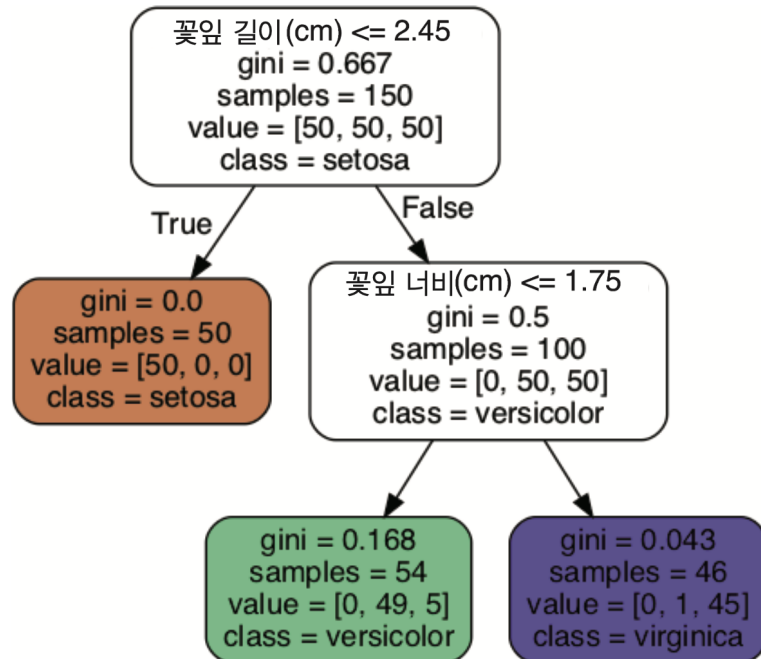 꽃잎 길이(cm) <= 2.45
gini = 0.667
samples = 150
value = [50, 50, 50]
class = setosa
True
False
gini = 0.0
samples = 50
value = [50, 0, 0]
class = setosa
꽃잎 너비(cm) <= 1.75
gini = 0.5
samples = 100
value = [0, 50, 50]
class = versicolor
gini = 0.168
samples = 54
value = [0, 49, 5]
class = versicolor
gini = 0.043
samples = 46
value = [0, 1, 45]
class = virginica